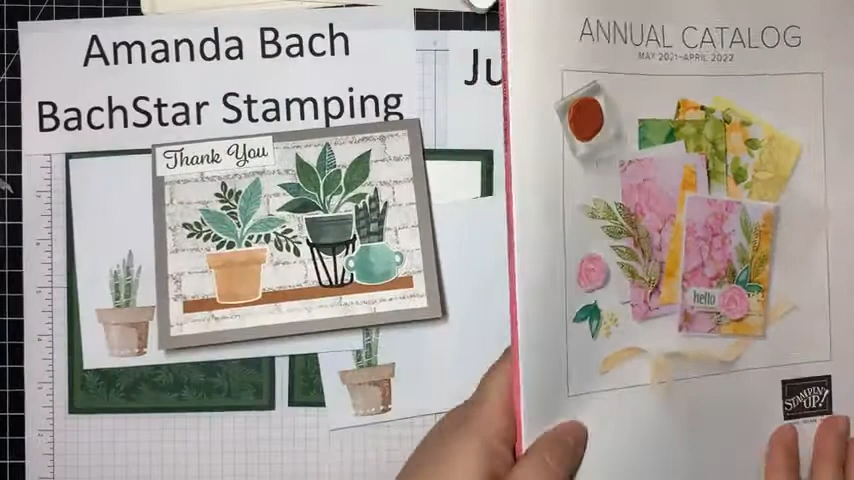 Amanda Bach
BachStar Stamping
Ju
Thank You
ANNUAL CATALOG
MAY 2021–APRIL 2022
hello
STAMPIN'
UP!